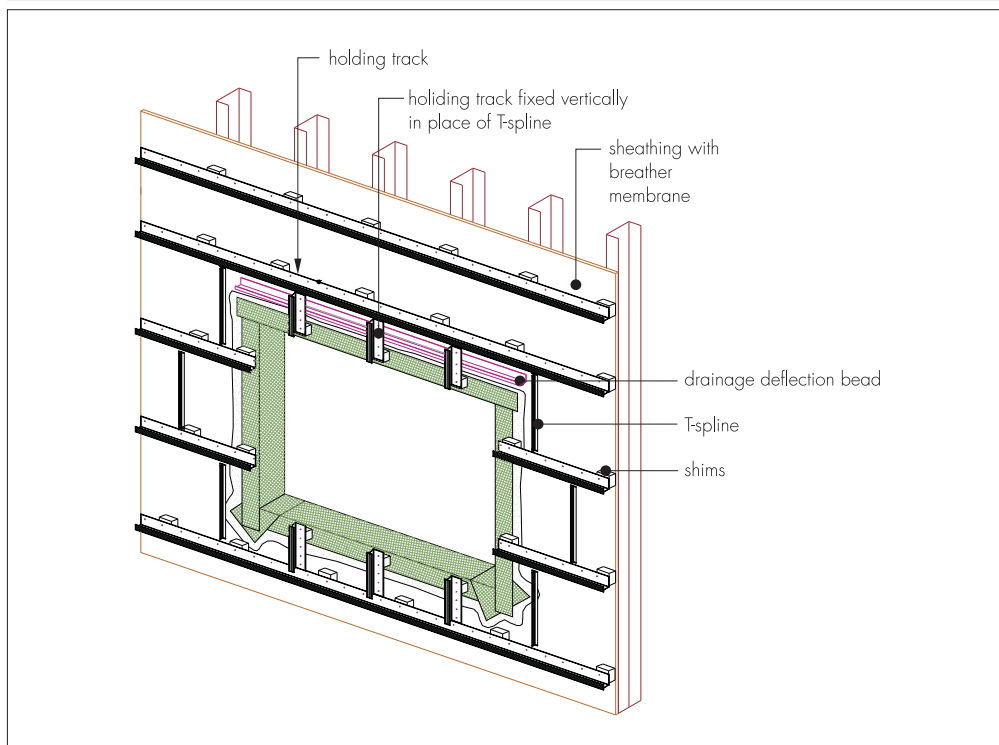 holding track
holiding track fixed vertically
in place of T-spline
sheathing with
breather
membrane
drainage deflection bead
T-spline
shims